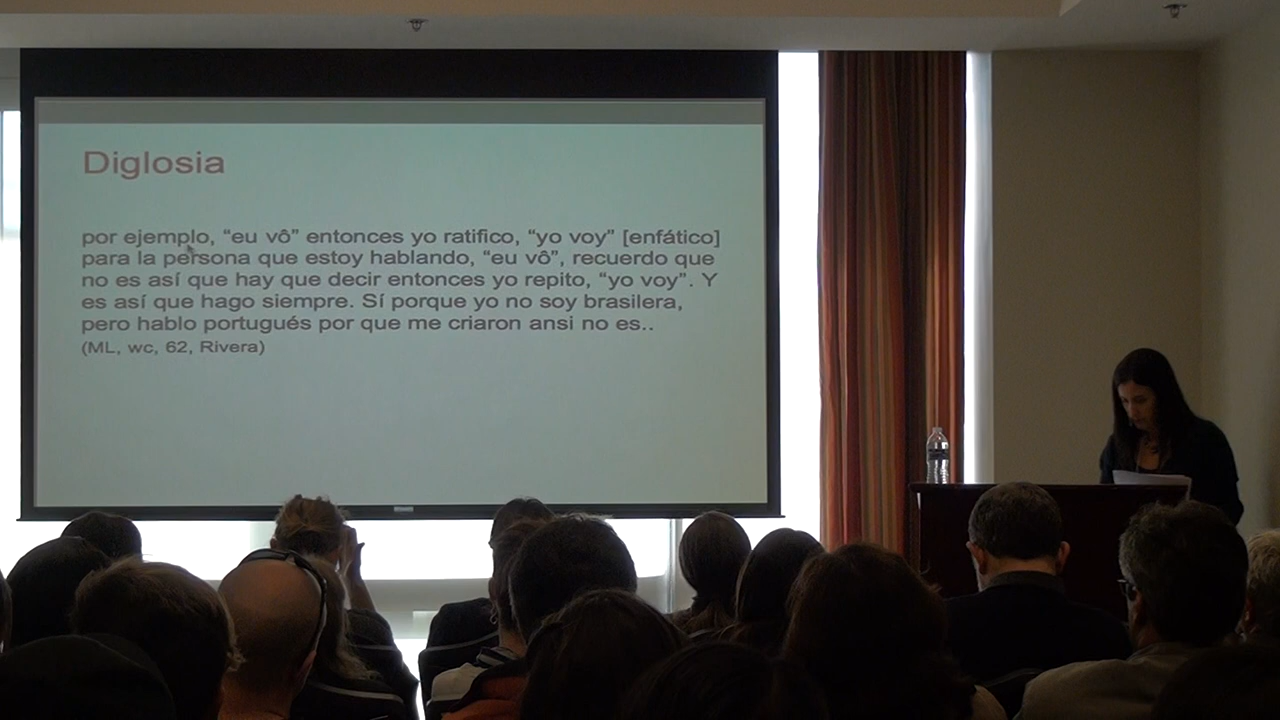 Diglosia
por ejemplo, “eu vô” entonces yo ratifico, “yo voy” [enfático]
para la persona que estoy hablando, “eu vô”, recuerdo que
no es así que hay que decir entonces yo repito, “yo voy”. Y
es así que hago siempre. Sí porque yo no soy brasilera,
pero hablo portugués por que me criaron ansi no es..
(ML, wc, 62, Rivera)